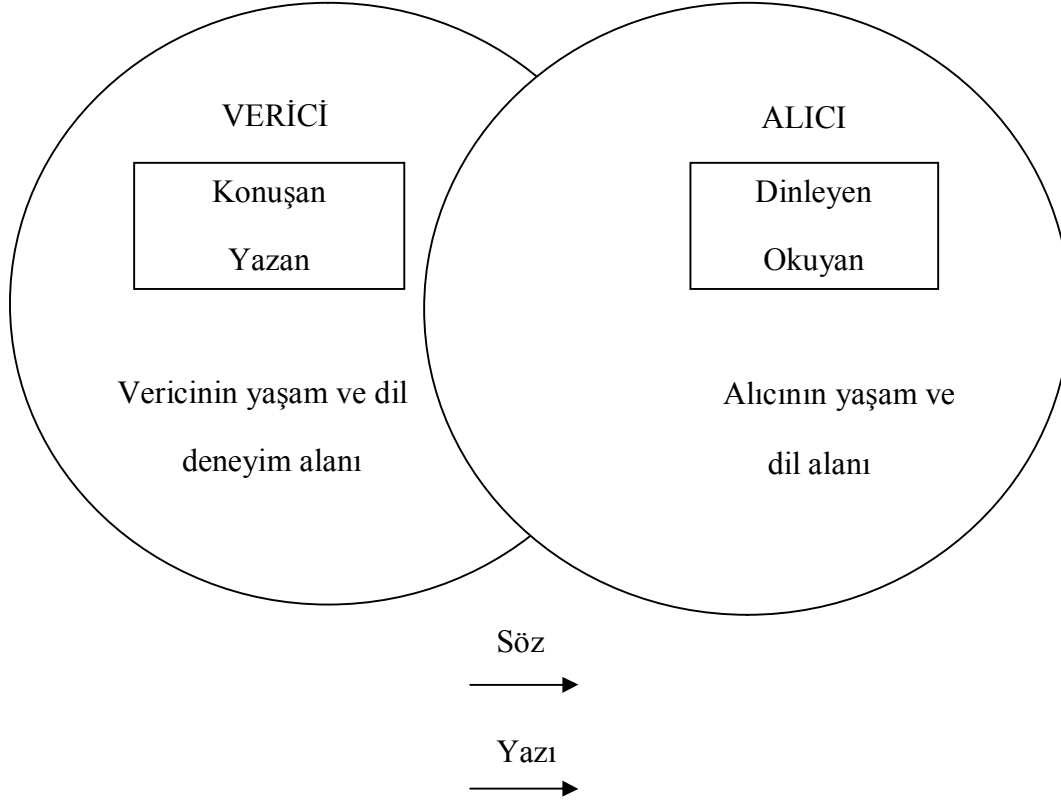 VERİCİ
Konuşan
Yazan
Vericinin yaşam ve dil
deneyim alanı
ALICI
Dinleyen
Okuyan
Alıcının yaşam ve
dil alanı
Söz
Yazı